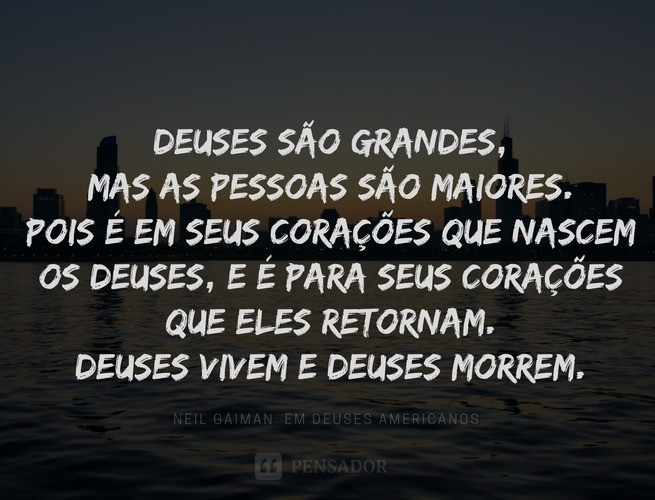 DEUSES SÃO GRANDES,
MAS AS PESSOAS SÃO MAIORES.
POIS É EM SEUS CORAÇÕES QUE NASCEM
OS DEUSES, E É PARA SEUS CORAÇÕES
QUE ELES RETORNAM.
DEUSES VIVEM E DEUSES MORREM.
NEIL GAIMAN EM DEUSES AMERICANOS
PENSADOR